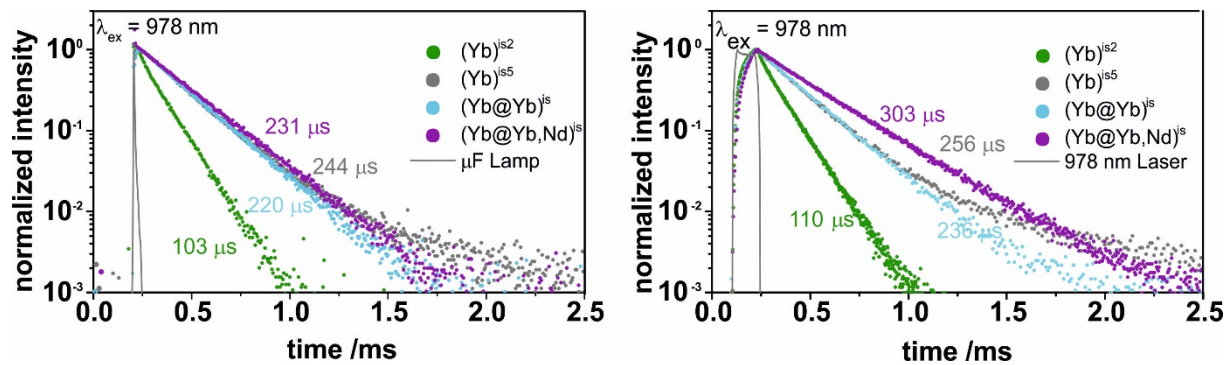 λex = 978 nm
(Yb)is2
(Yb)is5
(Yb@Yb)is
(Yb@Yb,Nd)is
μF Lamp
231 μs
244 μs
220 μs
103 μs
normalized intensity
10^0
10^-1
10^-2
10^-3
0.0 0.5 1.0 1.5 2.0 2.5
time /ms
λex = 978 nm
(Yb)is2
(Yb)is5
(Yb@Yb)is
(Yb@Yb,Nd)is
978 nm Laser
303 μs
256 μs
236 μs
110 μs
normalized intensity
10^0
10^-1
10^-2
10^-3
0.0 0.5 1.0 1.5 2.0 2.5
time /ms